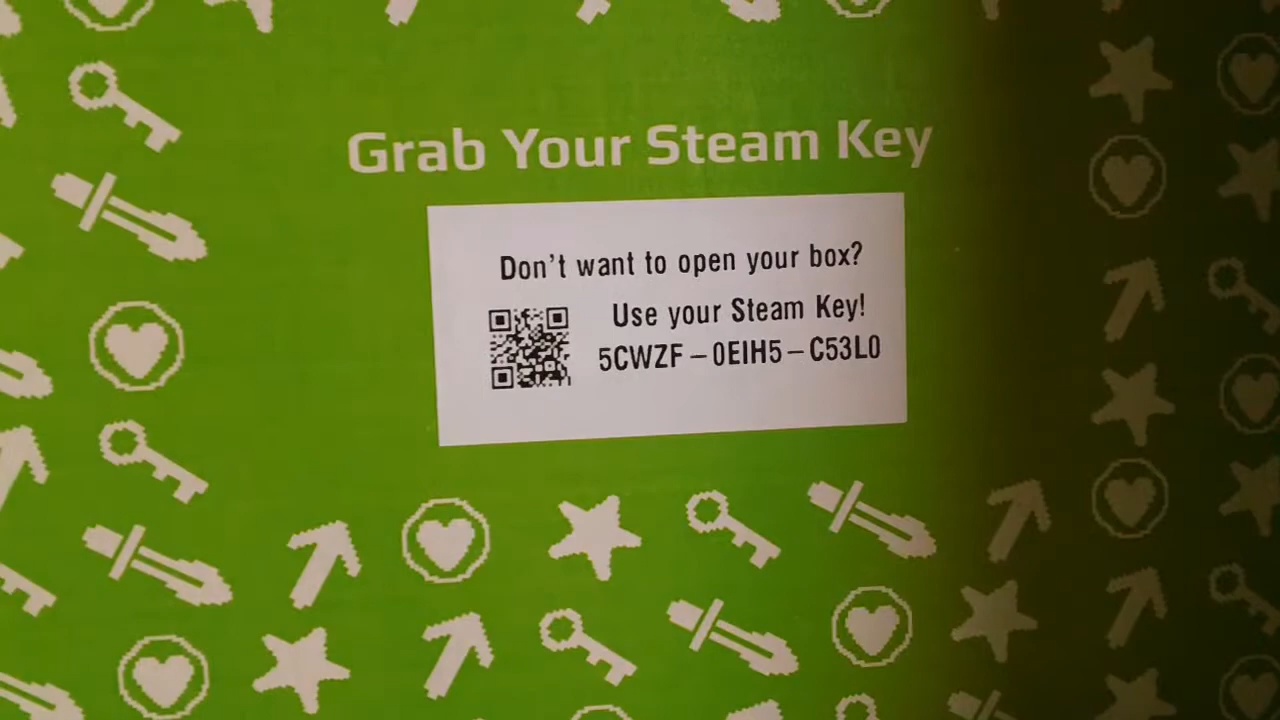 Grab Your Steam Key
Don't want to open your box?
Use your Steam Key!
5CWZF – 0EIH5 – C53L0